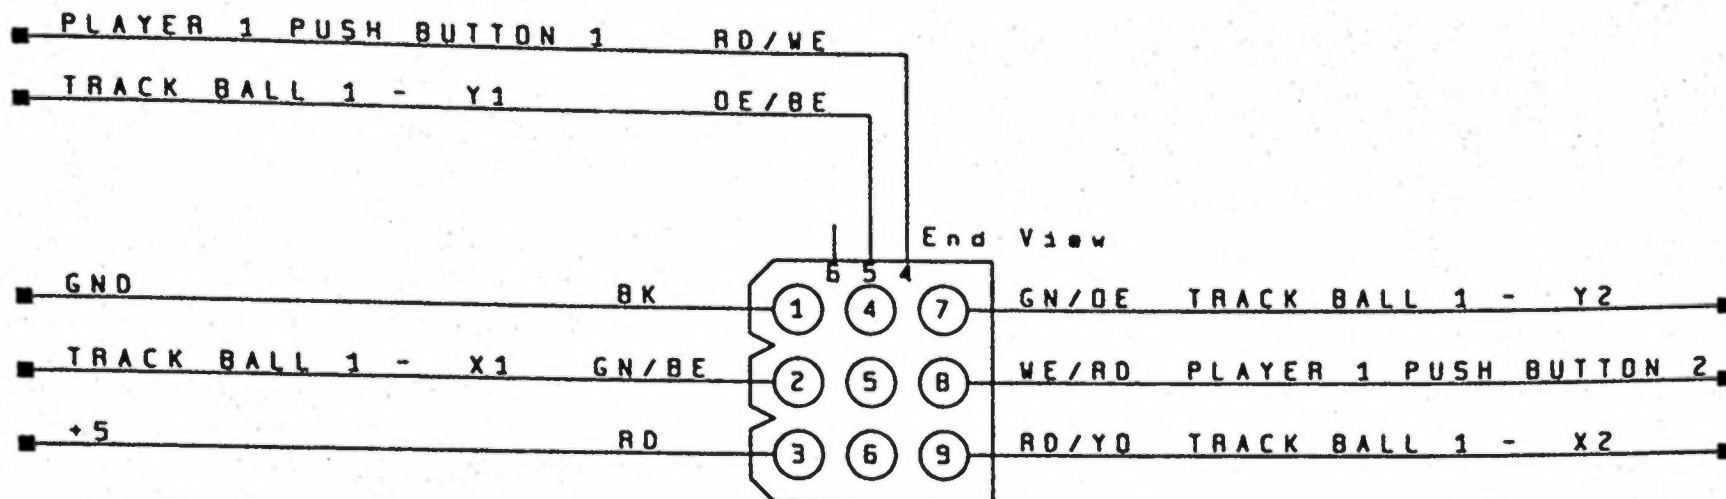 PLAYER 1 PUSH BUTTON 1 RD/WE
TRACK BALL 1 - Y1 OE/BE
End View
6 5 4
GND BK 1 4 7 GN/OE TRACK BALL 1 - Y2
TRACK BALL 1 - X1 GN/BE 2 5 8 WE/RD PLAYER 1 PUSH BUTTON 2
+5 RD 3 6 9 RD/YO TRACK BALL 1 - X2